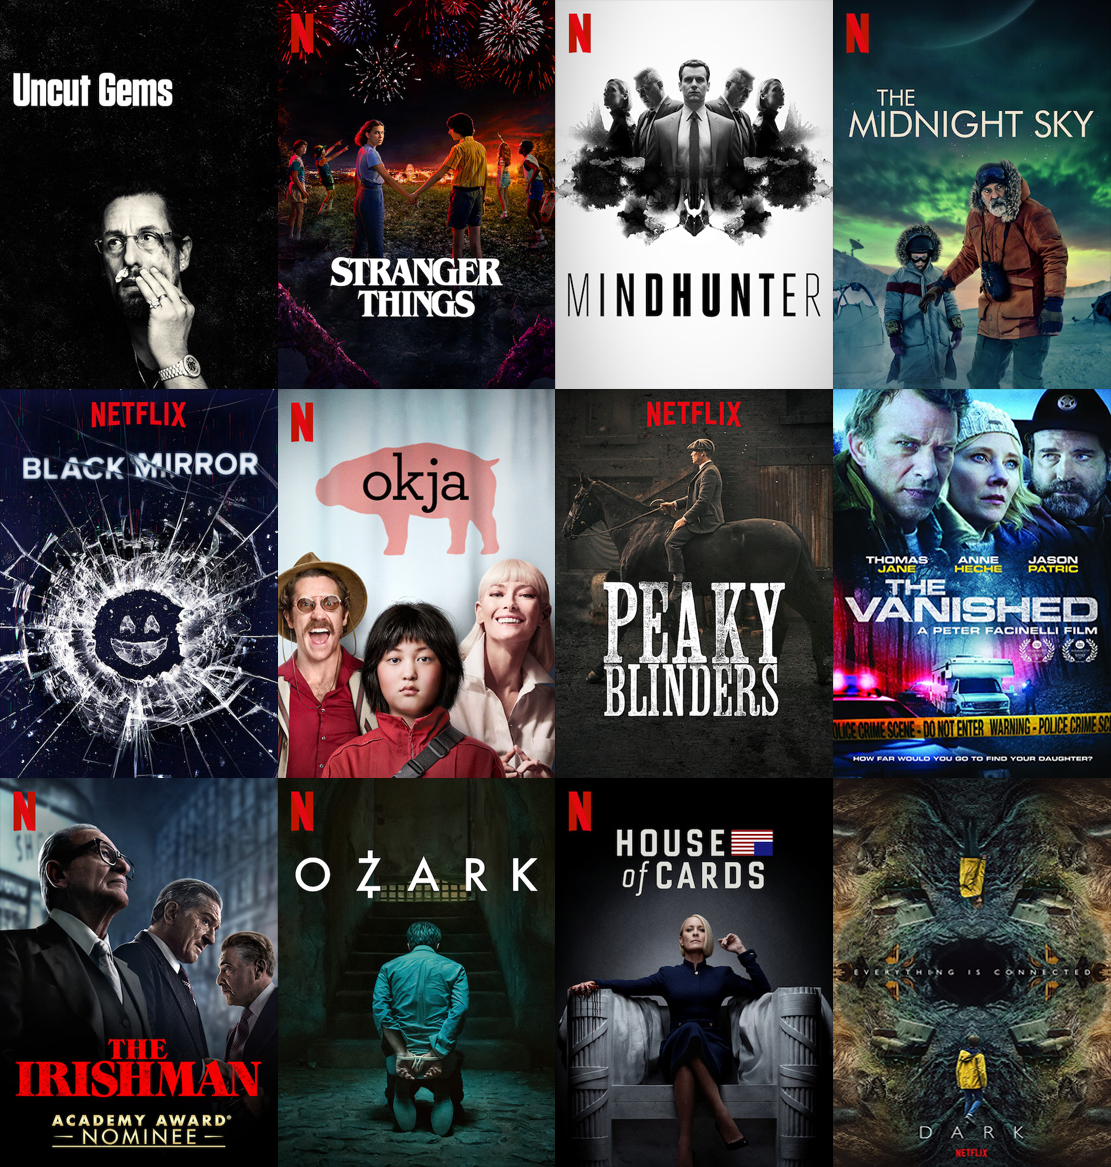 Uncut Gems
N
STRANGER
THINGS
N
MINDHUNTER
N
THE
MIDNIGHT SKY
NETFLIX
BLACK MIRROR
N
okja
NETFLIX
PEAKY
BLINDERS
THOMAS JANE
ANNE HECHE
JASON PATRIC
THE
VANISHED
A PETER FACINELLI FILM
POLICE CRIME SCENE - DO NOT ENTER WARNING - POLICE CRIME SC
HOW FAR WOULD YOU GO TO FIND YOUR DAUGHTER?
N
THE
IRISHMAN
ACADEMY AWARD®
NOMINEE
N
OZARK
N
HOUSE
of CARDS
EVERYTHING IS CONNECTED
DARK
NETFLIX